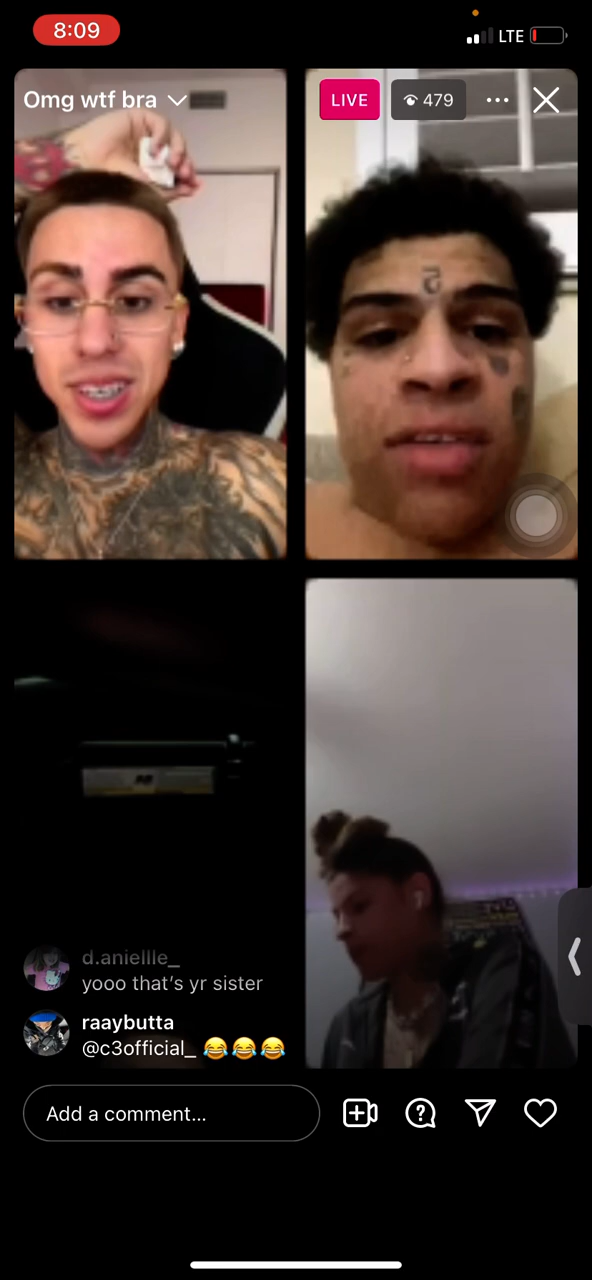 8:09
LTE
Omg wtf bra
LIVE
479
d.aniellle_
yooo that's yr sister
raaybutta
@c3official_ 😂😂😂
Add a comment...